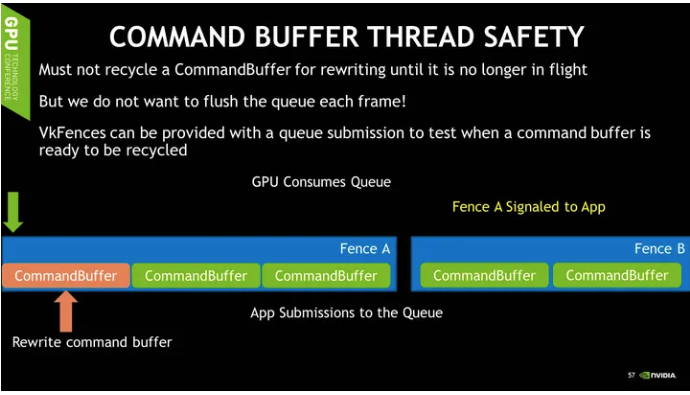 GPU TECHNOLOGY
CONFERENCE
COMMAND BUFFER THREAD SAFETY
Must not recycle a CommandBuffer for rewriting until it is no longer in flight
But we do not want to flush the queue each frame!
VkFences can be provided with a queue submission to test when a command buffer is
ready to be recycled
GPU Consumes Queue
Fence A Signaled to App
Fence A
Fence B
CommandBuffer CommandBuffer CommandBuffer CommandBuffer CommandBuffer
App Submissions to the Queue
Rewrite command buffer
57 NVIDIA.